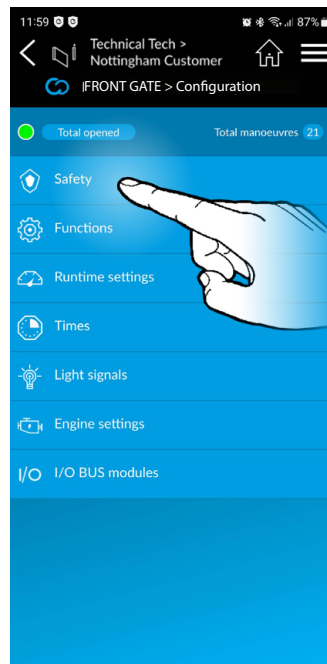 11:59
87%
Technical Tech >
Nottingham Customer
FRONT GATE > Configuration
Total opened Total manoeuvres 21
Safety
Functions
Runtime settings
Times
Light signals
Engine settings
I/O I/O BUS modules